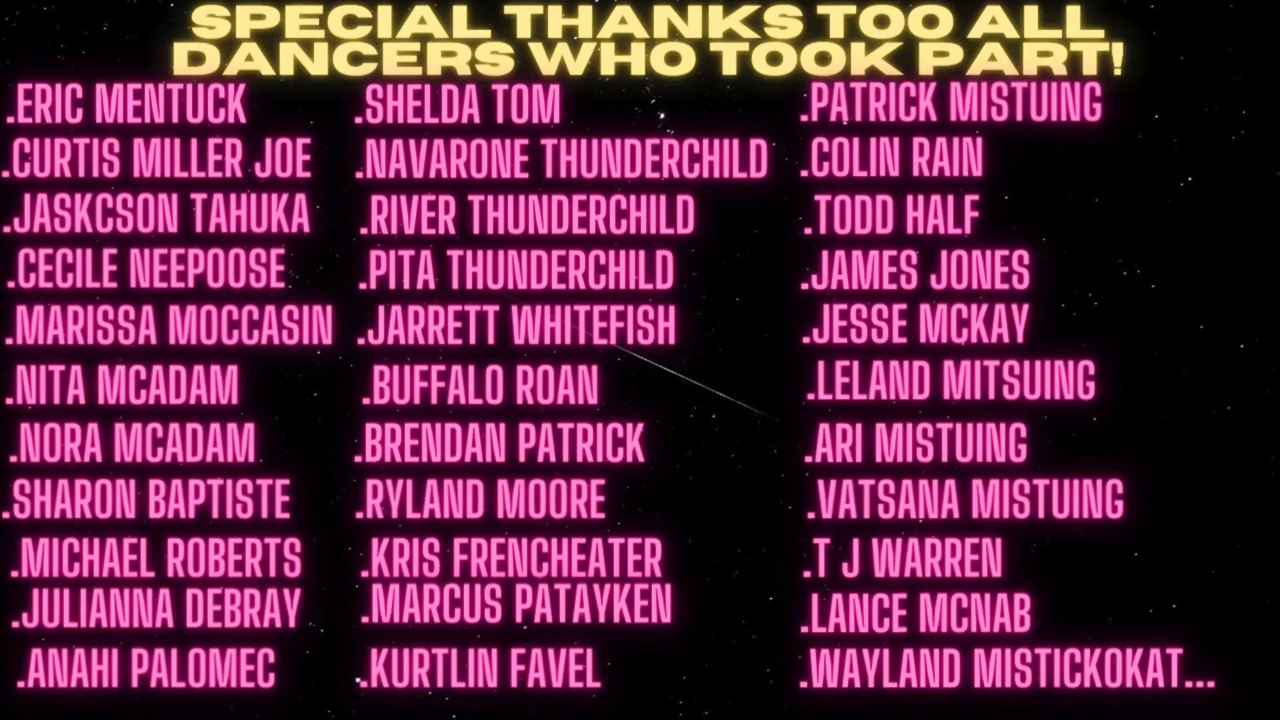 SPECIAL THANKS TOO ALL
DANCERS WHO TOOK PART!
.ERIC MENTUCK
.CURTIS MILLER JOE
.JASKCSON TAHUKA
.CECILE NEEPOOSE
.MARISSA MOCCASIN
.NITA MCADAM
.NORA MCADAM
.SHARON BAPTISTE
.MICHAEL ROBERTS
.JULIANNA DEBRAY
.ANAHI PALOMEC
.SHELDA TOM
.NAVARONE THUNDERCHILD
.RIVER THUNDERCHILD
.PITA THUNDERCHILD
.JARRETT WHITEFISH
.BUFFALO ROAN
.BRENDAN PATRICK
.RYLAND MOORE
.KRIS FRENCHEATER
.MARCUS PATAYKEN
.KURTLIN FAVEL
.PATRICK MISTUING
.COLIN RAIN
.TODD HALF
.JAMES JONES
.JESSE MCKAY
.LELAND MITSUING
.ARI MISTUING
.VATSANA MISTUING
.T J WARREN
.LANCE MCNAB
.WAYLAND MISTICKOKAT...